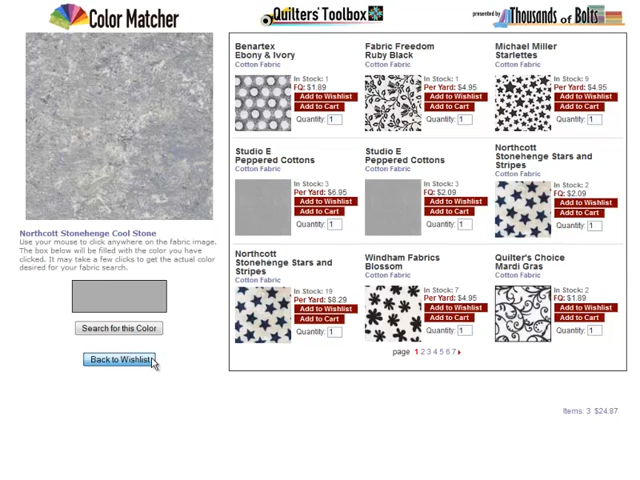 Color Matcher
Quilters' Toolbox
presented by Thousands of Bolts
Benartex
Ebony & Ivory
Cotton Fabric
In Stock: 1
FQ: $1.89
Add to Wishlist
Add to Cart
Quantity: 1
Fabric Freedom
Ruby Black
Cotton Fabric
In Stock: 1
Per Yard: $4.95
Add to Wishlist
Add to Cart
Quantity: 1
Michael Miller
Starlettes
Cotton Fabric
In Stock: 9
Per Yard: $4.95
Add to Wishlist
Add to Cart
Quantity: 1
Studio E
Peppered Cottons
Cotton Fabric
In Stock: 3
Per Yard: $6.95
Add to Wishlist
Add to Cart
Quantity: 1
Studio E
Peppered Cottons
Cotton Fabric
In Stock: 3
FQ: $2.09
Add to Wishlist
Add to Cart
Quantity: 1
Northcott
Stonehenge Stars and
Stripes
Cotton Fabric
In Stock: 2
FQ: $2.09
Add to Wishlist
Add to Cart
Quantity: 1
Northcott
Stonehenge Stars and
Stripes
Cotton Fabric
In Stock: 19
Per Yard: $8.29
Add to Wishlist
Add to Cart
Quantity: 1
Windham Fabrics
Blossom
Cotton Fabric
In Stock: 7
Per Yard: $4.95
Add to Wishlist
Add to Cart
Quantity: 1
Quilter's Choice
Mardi Gras
Cotton Fabric
In Stock: 2
FQ: $1.89
Add to Wishlist
Add to Cart
Quantity: 1
page 1 2 3 4 5 6 7
Northcott Stonehenge Cool Stone
Use your mouse to click anywhere on the fabric image.
The box below will be filled with the color you have
clicked. It may take a few clicks to get the actual color
desired for your fabric search.
Search for this Color
Back to Wishlist
Items: 3 $24.87